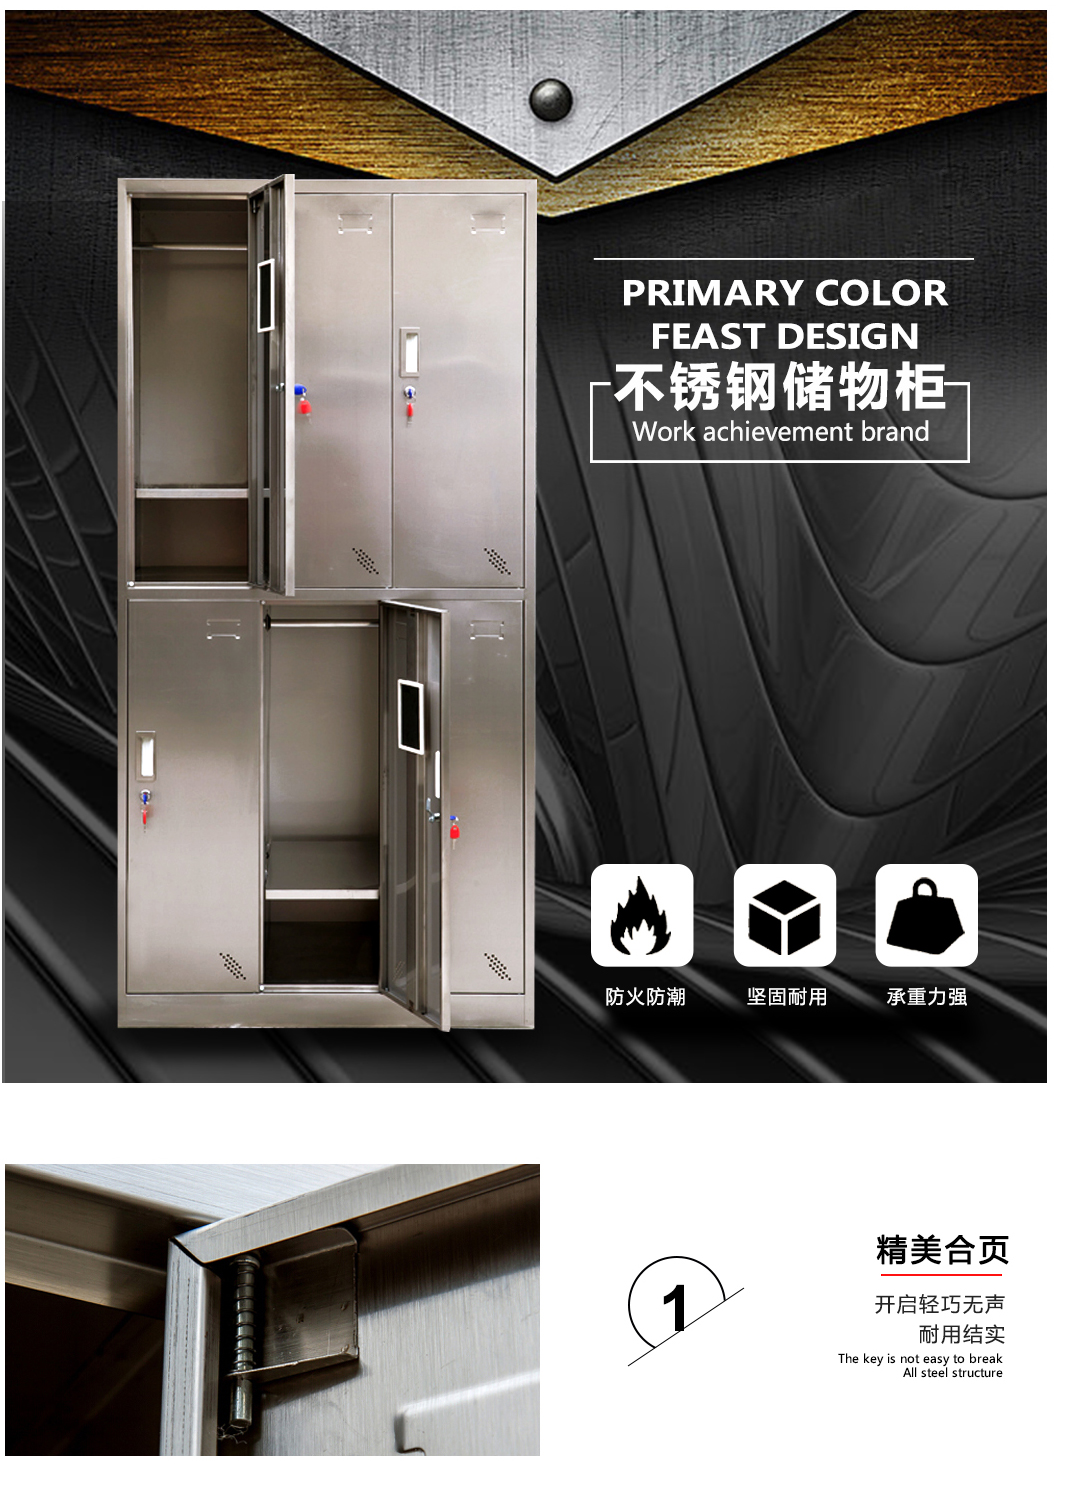 PRIMARY COLOR
FEAST DESIGN
不锈钢储物柜
Work achievement brand
防火防潮
坚固耐用
承重力强
1
精美合页
开启轻巧无声
耐用结实
The key is not easy to break
All steel structure